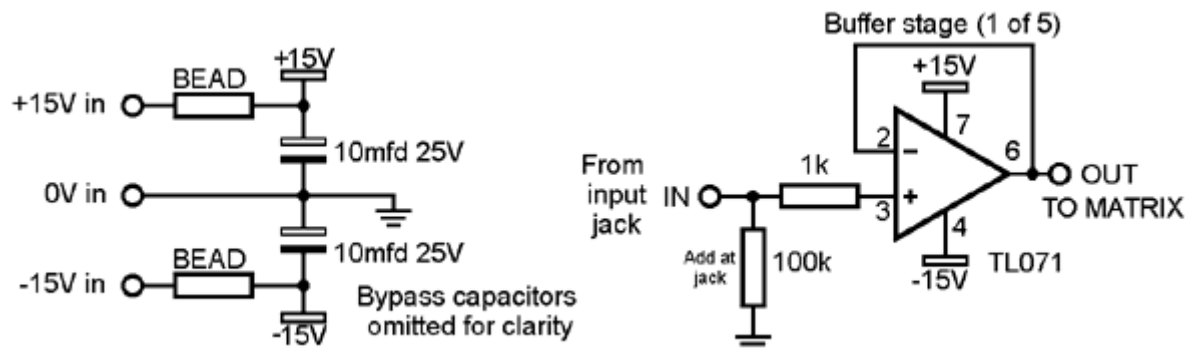 +15V
BEAD
+15V in
10mfd 25V
0V in
10mfd 25V
BEAD
-15V in
-15V
Bypass capacitors
omitted for clarity
Buffer stage (1 of 5)
+15V
7
2
-
6
From
input
jack
IN
1k
+
3
OUT
TO MATRIX
4
Add at
jack
100k
TL071
-15V